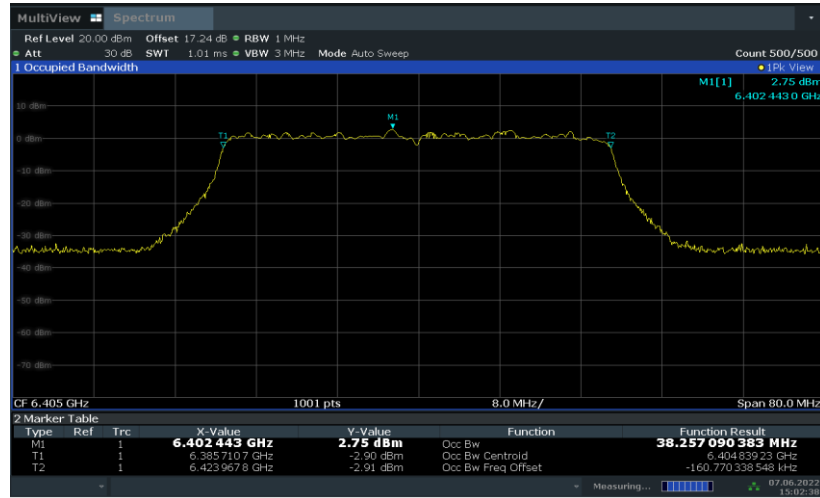 MultiView Spectrum
Ref Level 20.00 dBm Offset 17.24 dB RBW 1 MHz
Att 30 dB SWT 1.01 ms VBW 3 MHz Mode Auto Sweep Count 500/500
1 Occupied Bandwidth 1Pk View
M1[1] 2.75 dBm
6.402 443 0 GHz
10 dBm
M1
0 dBm
T1
T2
-10 dBm
-20 dBm
-30 dBm
-40 dBm
-50 dBm
-60 dBm
-70 dBm
CF 6.405 GHz 1001 pts 8.0 MHz/ Span 80.0 MHz
2 Marker Table
Type Ref Trc X-Value Y-Value Function Function Result
M1 1 6.402 443 GHz 2.75 dBm Occ Bw 38.257 090 383 MHz
T1 1 6.385 710 7 GHz -2.90 dBm Occ Bw Centroid 6.404 839 23 GHz
T2 1 6.423 967 8 GHz -2.91 dBm Occ Bw Freq Offset -160.770 338 548 kHz
Measuring... 07.06.2022
15:02:38